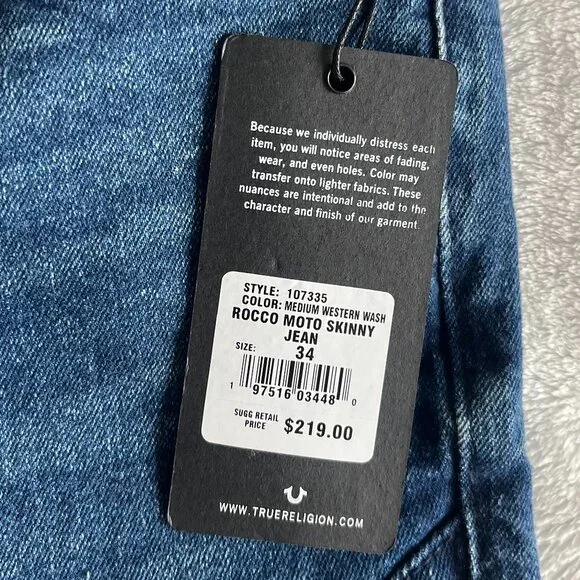 Because we individually distress each
item, you will notice areas of fading,
wear, and even holes. Color may
transfer onto lighter fabrics. These
nuances are intentional and add to the
character and finish of our garment.
STYLE: 107335
COLOR: MEDIUM WESTERN WASH
ROCCO MOTO SKINNY
JEAN
SIZE: 34
1 97516 03448 0
SUGG RETAIL
PRICE $219.00
WWW.TRUERELIGION.COM